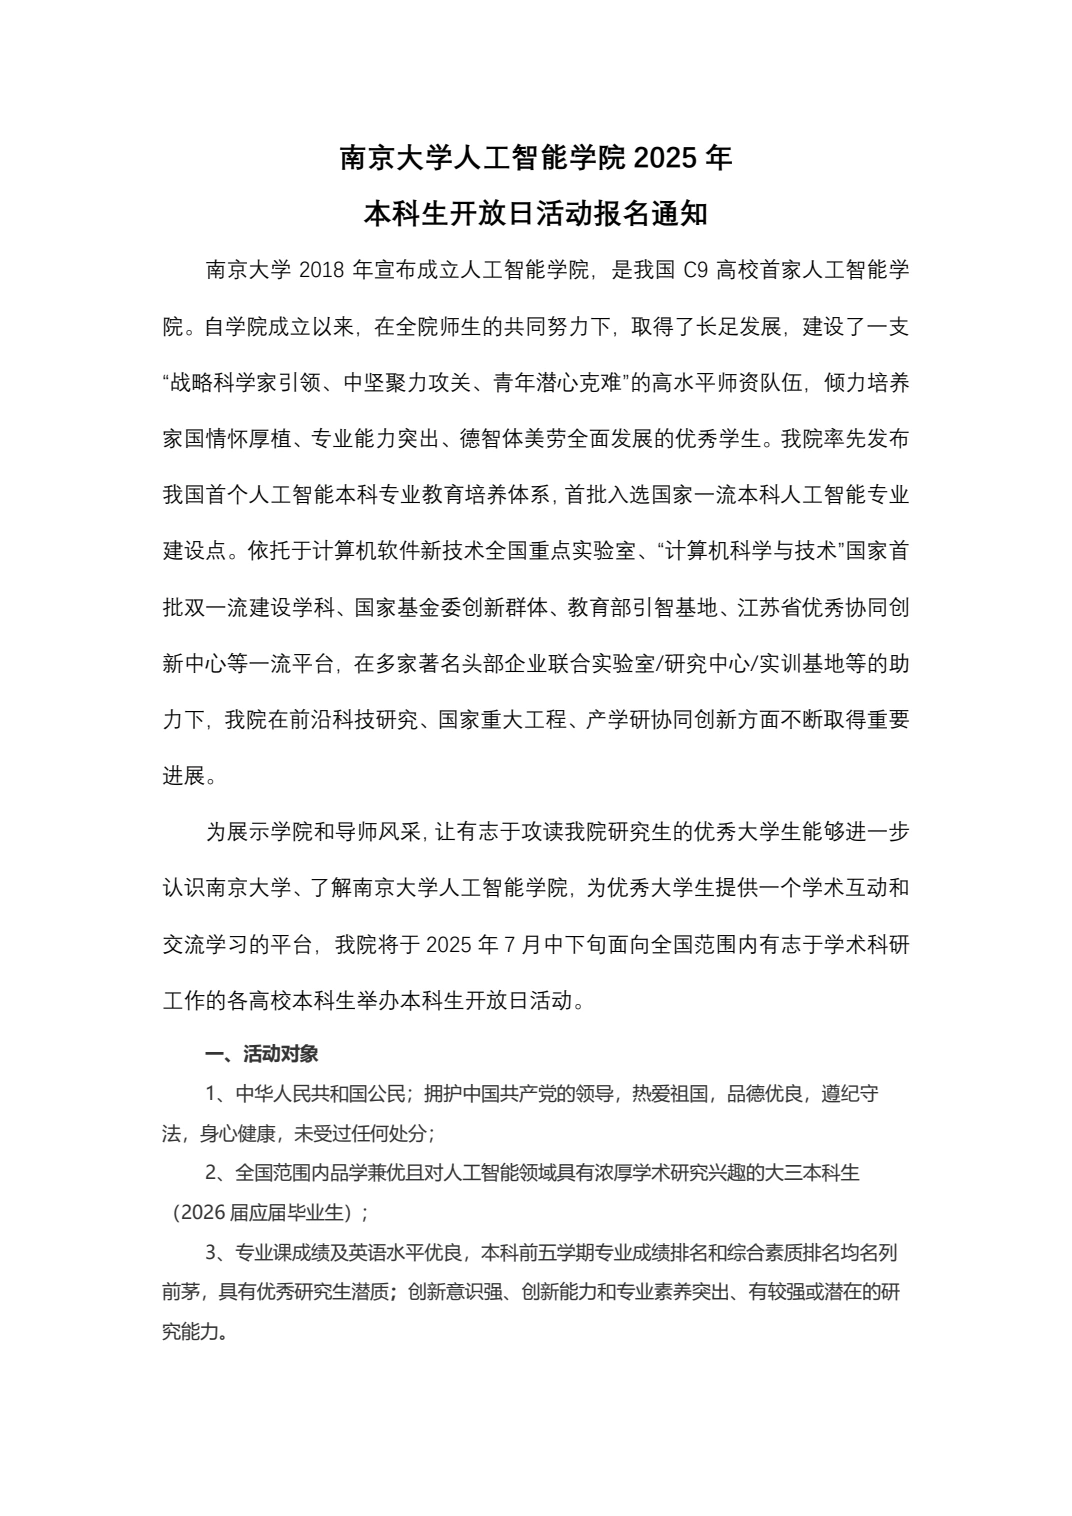 南京大学人工智能学院 2025 年
本科生开放日活动报名通知
南京大学 2018 年宣布成立人工智能学院，是我国 C9 高校首家人工智能学
院。自学院成立以来，在全院师生的共同努力下，取得了长足发展，建设了一支
“战略科学家引领、中坚聚力攻关、青年潜心克难”的高水平师资队伍，倾力培养
家国情怀厚植、专业能力突出、德智体美劳全面发展的优秀学生。我院率先发布
我国首个人工智能本科专业教育培养体系，首批入选国家一流本科人工智能专业
建设点。依托于计算机软件新技术全国重点实验室、“计算机科学与技术”国家首
批双一流建设学科、国家基金委创新群体、教育部引智基地、江苏省优秀协同创
新中心等一流平台，在多家著名头部企业联合实验室/研究中心/实训基地等的助
力下，我院在前沿科技研究、国家重大工程、产学研协同创新方面不断取得重要
进展。
为展示学院和导师风采，让有志于攻读我院研究生的优秀大学生能够进一步
认识南京大学、了解南京大学人工智能学院，为优秀大学生提供一个学术互动和
交流学习的平台，我院将于 2025 年 7 月中下旬面向全国范围内有志于学术科研
工作的各高校本科生举办本科生开放日活动。
一、活动对象
1、中华人民共和国公民；拥护中国共产党的领导，热爱祖国，品德优良，遵纪守
法，身心健康，未受过任何处分；
2、全国范围内品学兼优且对人工智能领域具有浓厚学术研究兴趣的大三本科生
（2026 届应届毕业生）；
3、专业课成绩及英语水平优良，本科前五学期专业成绩排名和综合素质排名均名列
前茅，具有优秀研究生潜质；创新意识强、创新能力和专业素养突出、有较强或潜在的研
究能力。